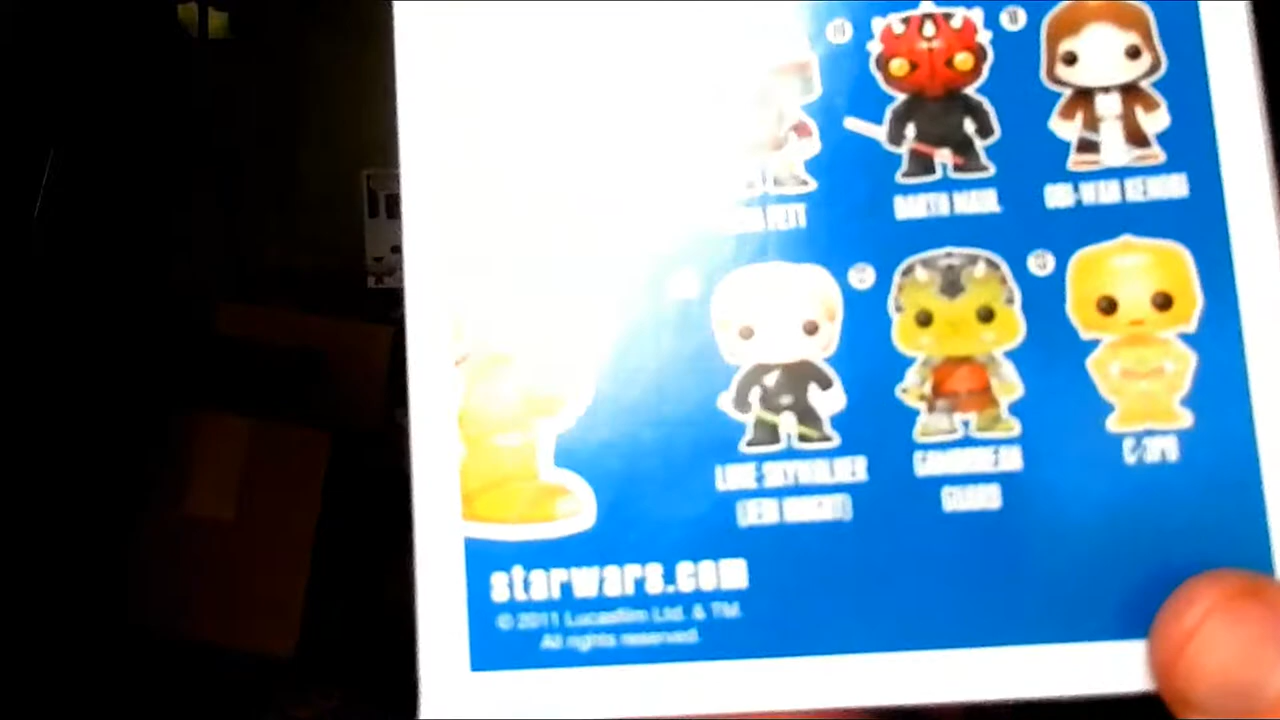 FETT
DARTH MAUL
OBI-WAN KENOBI
LUKE SKYWALKER
(JEDI KNIGHT)
GAMORREAN
GUARD
C-3PO
starwars.com
© 2011 Lucasfilm Ltd. & TM.
All rights reserved.